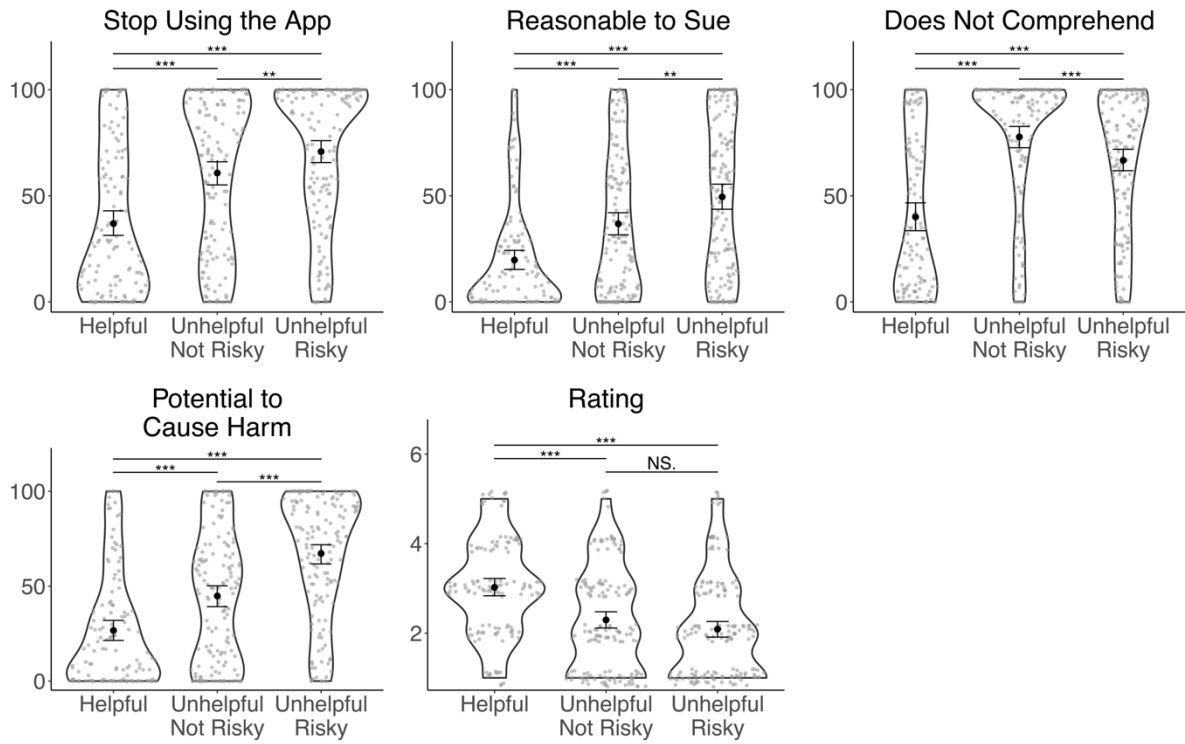 Stop Using the App
***
***
**
100
50
0
Helpful
Unhelpful
Not Risky
Unhelpful
Risky
Reasonable to Sue
***
***
**
100
50
0
Helpful
Unhelpful
Not Risky
Unhelpful
Risky
Does Not Comprehend
***
***
***
100
50
0
Helpful
Unhelpful
Not Risky
Unhelpful
Risky
Potential to
Cause Harm
***
***
***
100
50
0
Helpful
Unhelpful
Not Risky
Unhelpful
Risky
Rating
***
***
NS.
6
4
2
Helpful
Unhelpful
Not Risky
Unhelpful
Risky